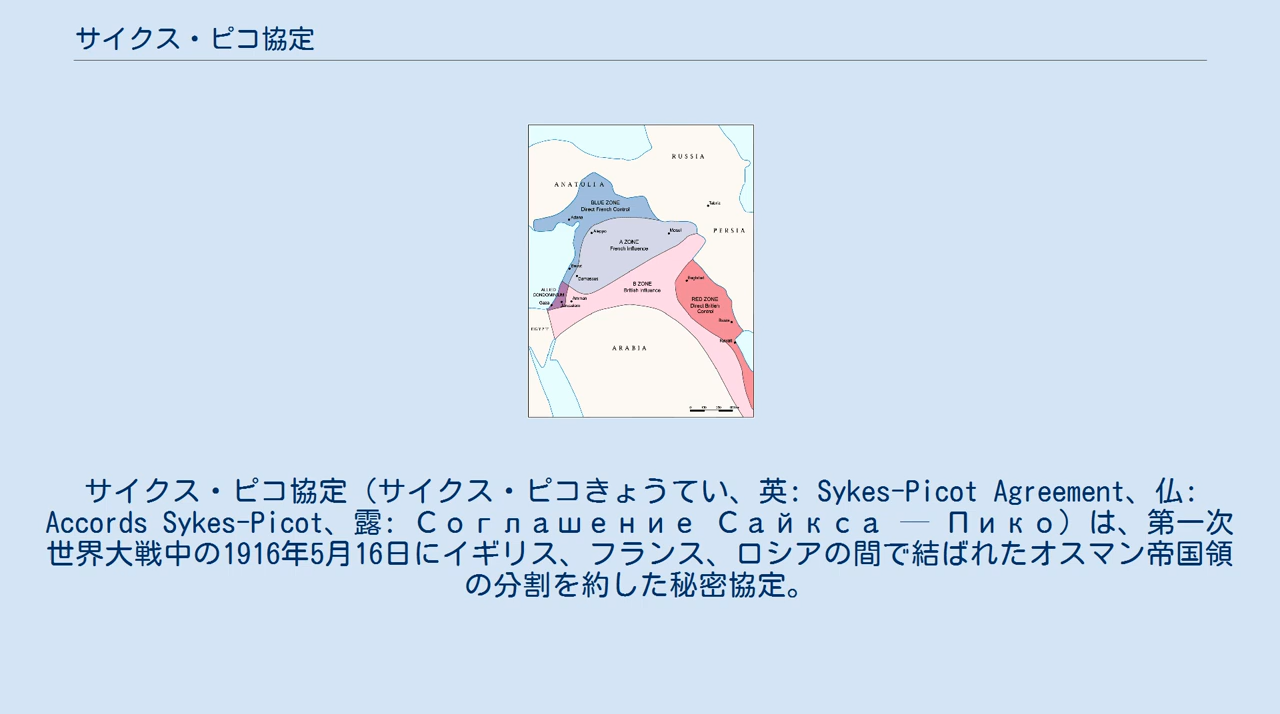 サイクス・ピコ協定
RUSSIA
ANATOLIA
BLUE ZONE
Direct French Control
Adana
Tabriz
Aleppo
Mosul
PERSIA
A ZONE
French Influence
Beirut
Damascus
Baghdad
B ZONE
British Influence
ALLIED
CONDOMINIUM
Amman
Gaza
Jerusalem
RED ZONE
Direct British
Control
Basra
EGYPT
Kuwait
ARABIA
サイクス・ピコ協定（サイクス・ピコきょうてい、英: Sykes-Picot Agreement、仏:
Accords Sykes-Picot、露: Соглашение Сайкса — Пико）は、第一次
世界大戦中の1916年5月16日にイギリス、フランス、ロシアの間で結ばれたオスマン帝国領
の分割を約した秘密協定。